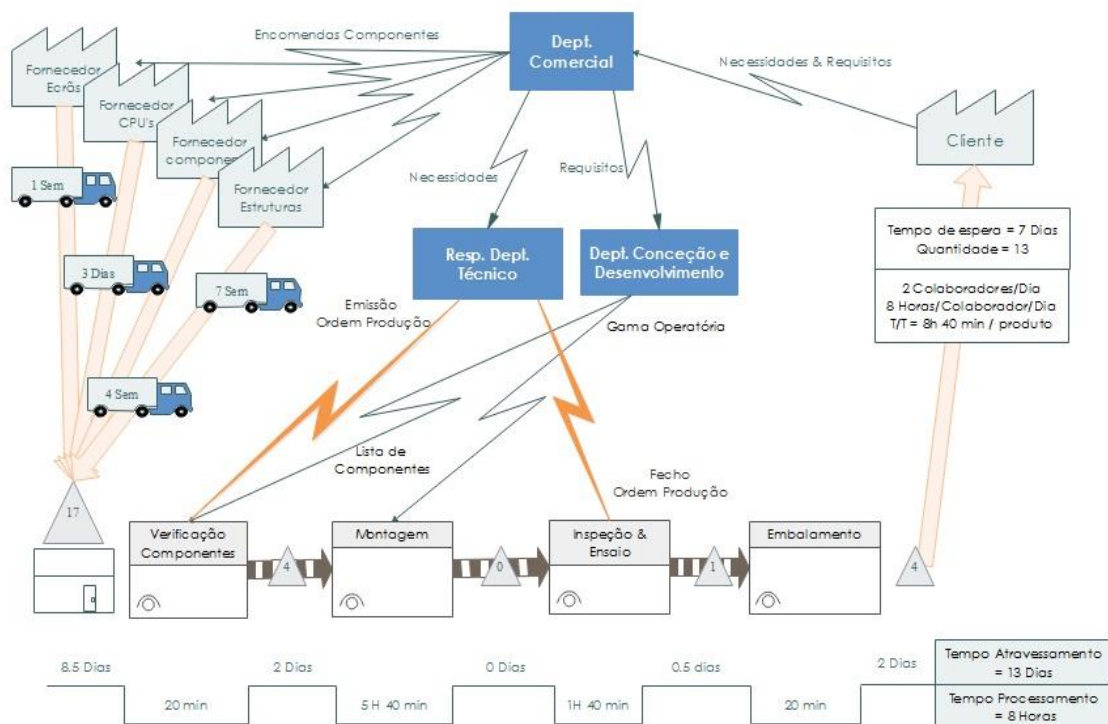 Encomendas Componentes
Dept.
Comercial
Necessidades & Requisitos
Fornecedor
Ecrãs
Fornecedor
CPU's
Fornecedor
Fornecedor
Estruturas
Cliente
1 Sem
3 Dias
7 Sem
4 Sem
Necessidades
Requisitos
Resp. Dept.
Técnico
Dept. Conceção e
Desenvolvimento
Tempo de espera = 7 Dias
Quantidade = 13
2 Colaboradores/Dia
8 Horas/Colaborador/Dia
T/T = 8h 40 min / produto
Emissão
Ordem Produção
Gama Operatória
Lista de
Componentes
Fecho
Ordem Produção
17
Verificação
Componentes
4
Montagem
0
Inspeção &
Ensaio
1
Embalamento
4
8.5 Dias
2 Dias
0 Dias
0.5 dias
2 Dias
Tempo Atravessamento
= 13 Dias
20 min
5 H 40 min
1H 40 min
20 min
Tempo Processamento
= 8 Horas